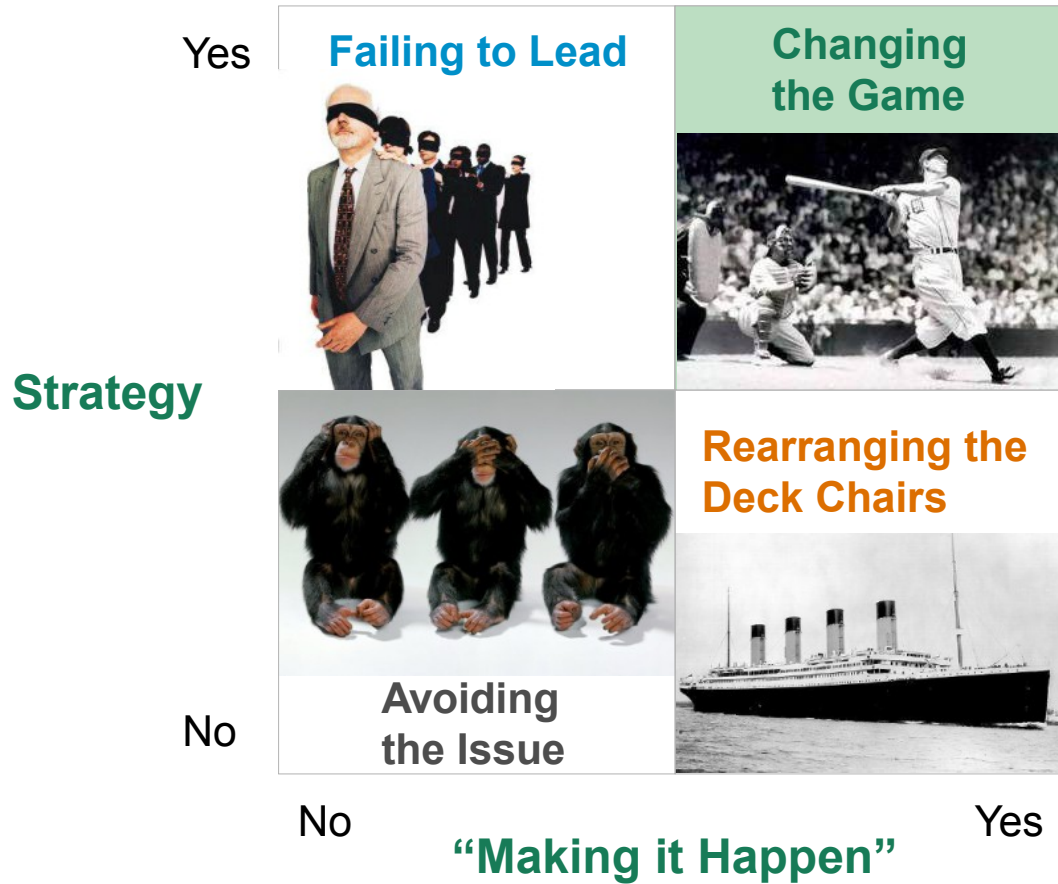 Yes
Failing to Lead
Changing
the Game
Strategy
Rearranging the
Deck Chairs
Avoiding
the Issue
No
No
Yes
“Making it Happen”